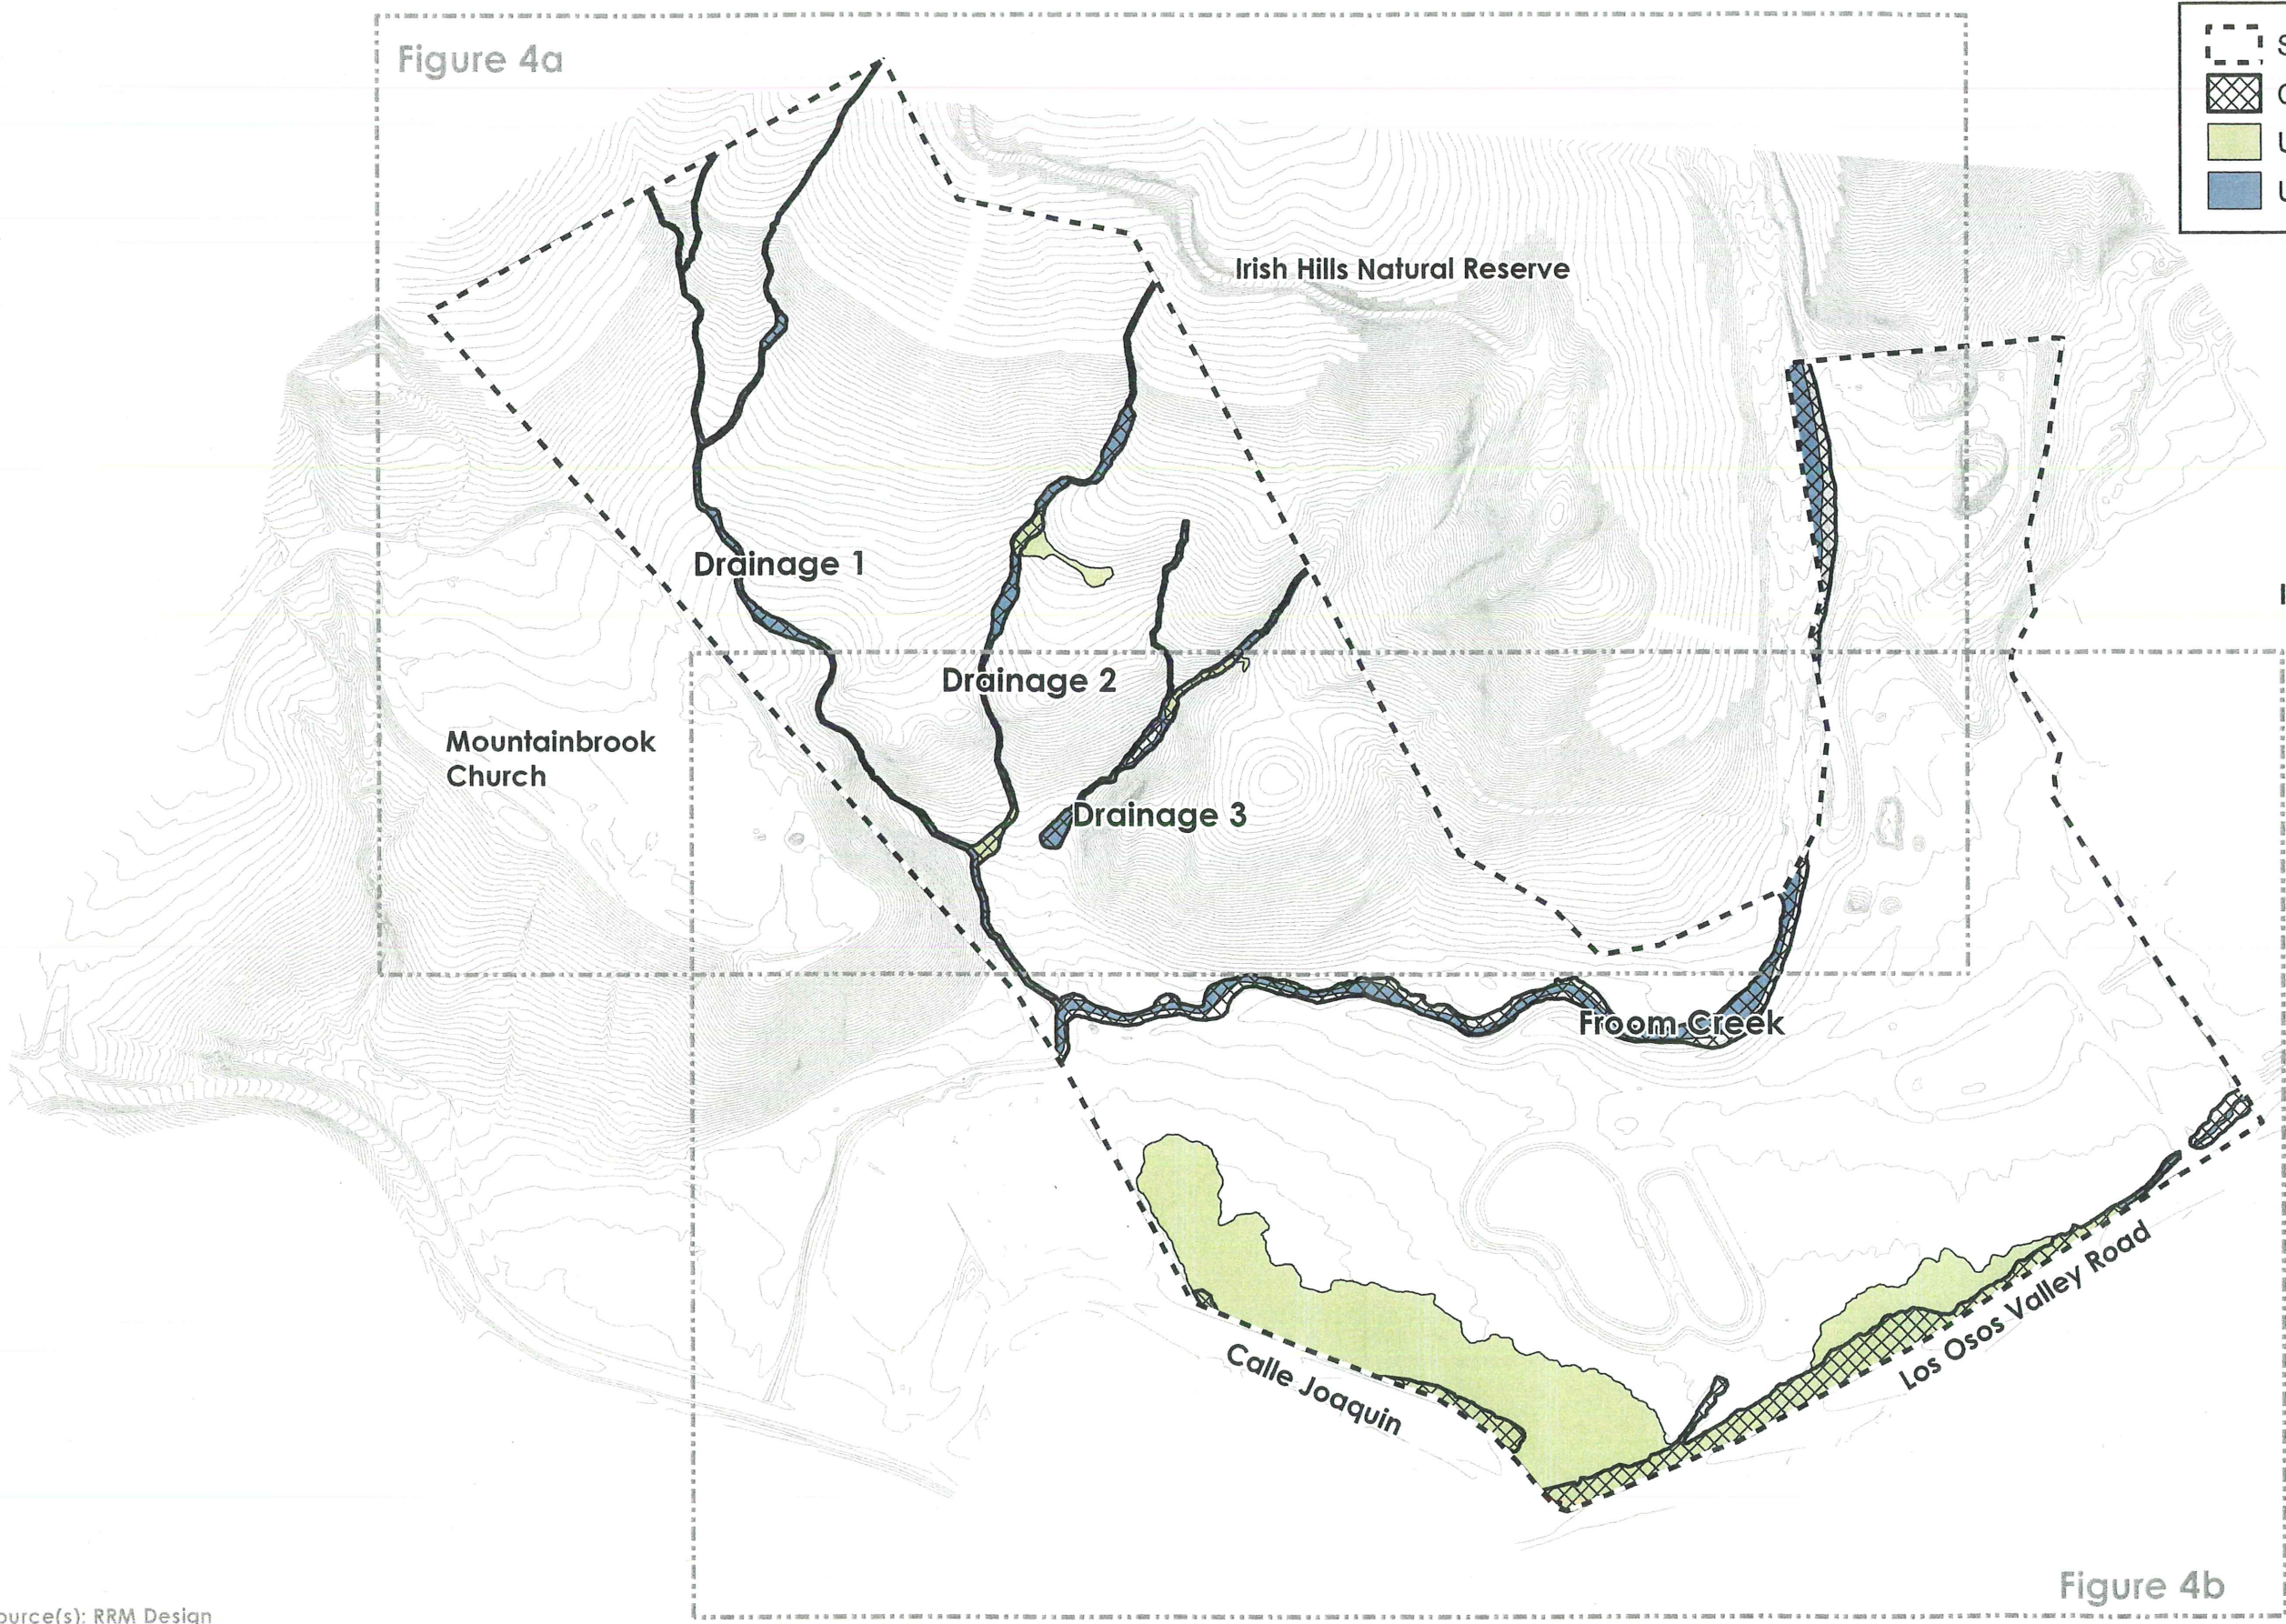 Figure 4a
Irish Hills Natural Reserve
Drainage 1
Drainage 2
Mountainbrook
Church
Drainage 3
Froom Creek
Calle Joaquin
Los Osos Valley Road
Figure 4b
RRM Design